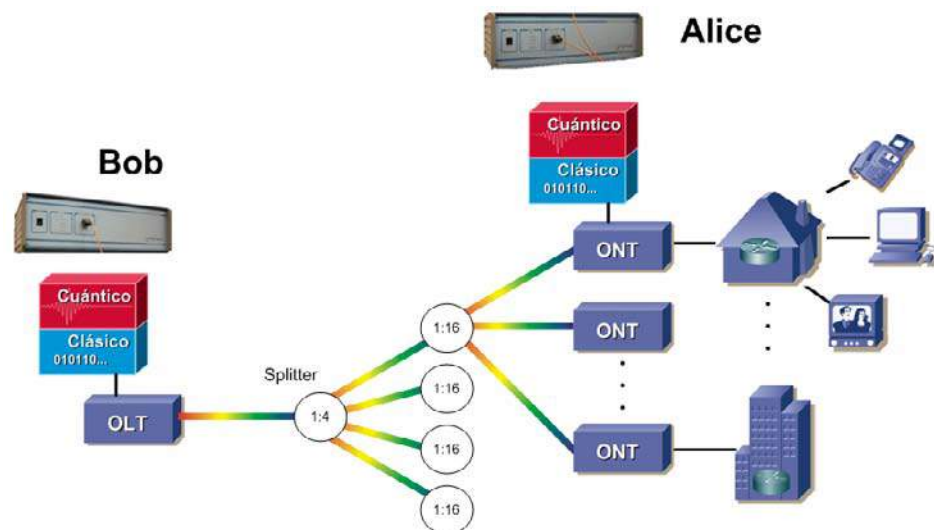 Alice
Cuántico
Clásico
010110...
Bob
ONT
Cuántico
Clásico
010110...
1:16
ONT
Splitter
1:16
OLT
1:4
1:16
ONT
1:16